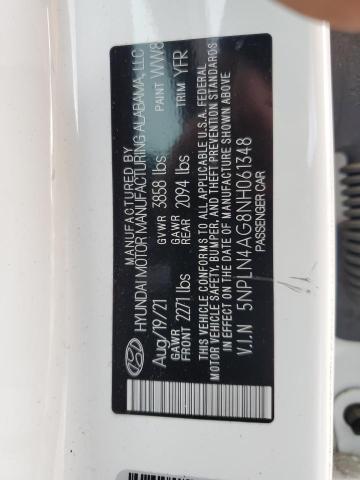 MANUFACTURED BY
HYUNDAI MOTOR MANUFACTURING ALABAMA, LLC
Aug/19/21 GVWR 3858 lbs PAINT WW8
GAWR FRONT 2271 lbs GAWR REAR 2094 lbs TRIM YFR
THIS VEHICLE CONFORMS TO ALL APPLICABLE U.S.A. FEDERAL
MOTOR VEHICLE SAFETY, BUMPER, AND THEFT PREVENTION STANDARDS
IN EFFECT ON THE DATE OF MANUFACTURE SHOWN ABOVE
V.I.N 5NPLN4AG8NH061348
PASSENGER CAR